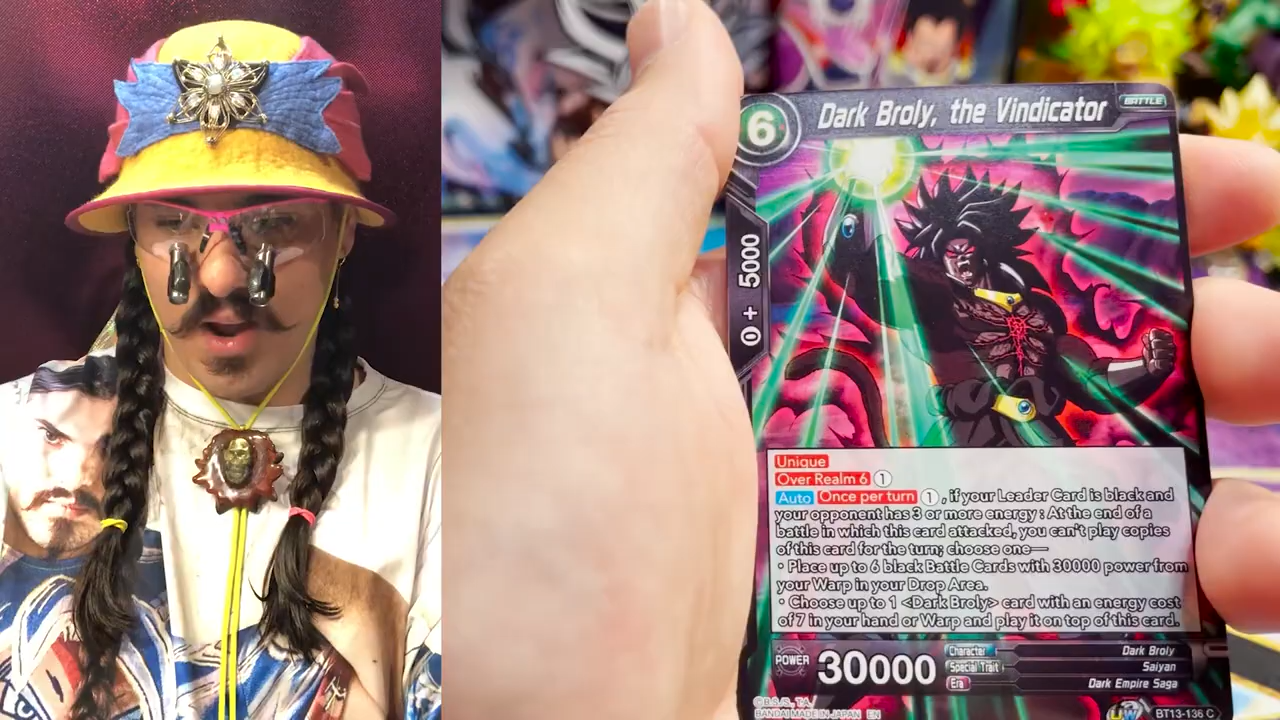 6
Dark Broly, the Vindicator
BATTLE
0 + 5000
Unique
Over Realm 6 1
Auto Once per turn 1, if your Leader Card is black and
your opponent has 3 or more energy : At the end of a
battle in which this card attacked, you can't play copies
of this card for the turn; choose one—
• Place up to 6 black Battle Cards with 30000 power from
your Warp in your Drop Area.
• Choose up to 1 <Dark Broly> card with an energy cost
of 7 in your hand or Warp and play it on top of this card.
POWER 30000
Character Dark Broly
Special Trait Saiyan
Era Dark Empire Saga
©B.S./S., T.A.
BANDAI MADE IN JAPAN EN
BT13-136 C